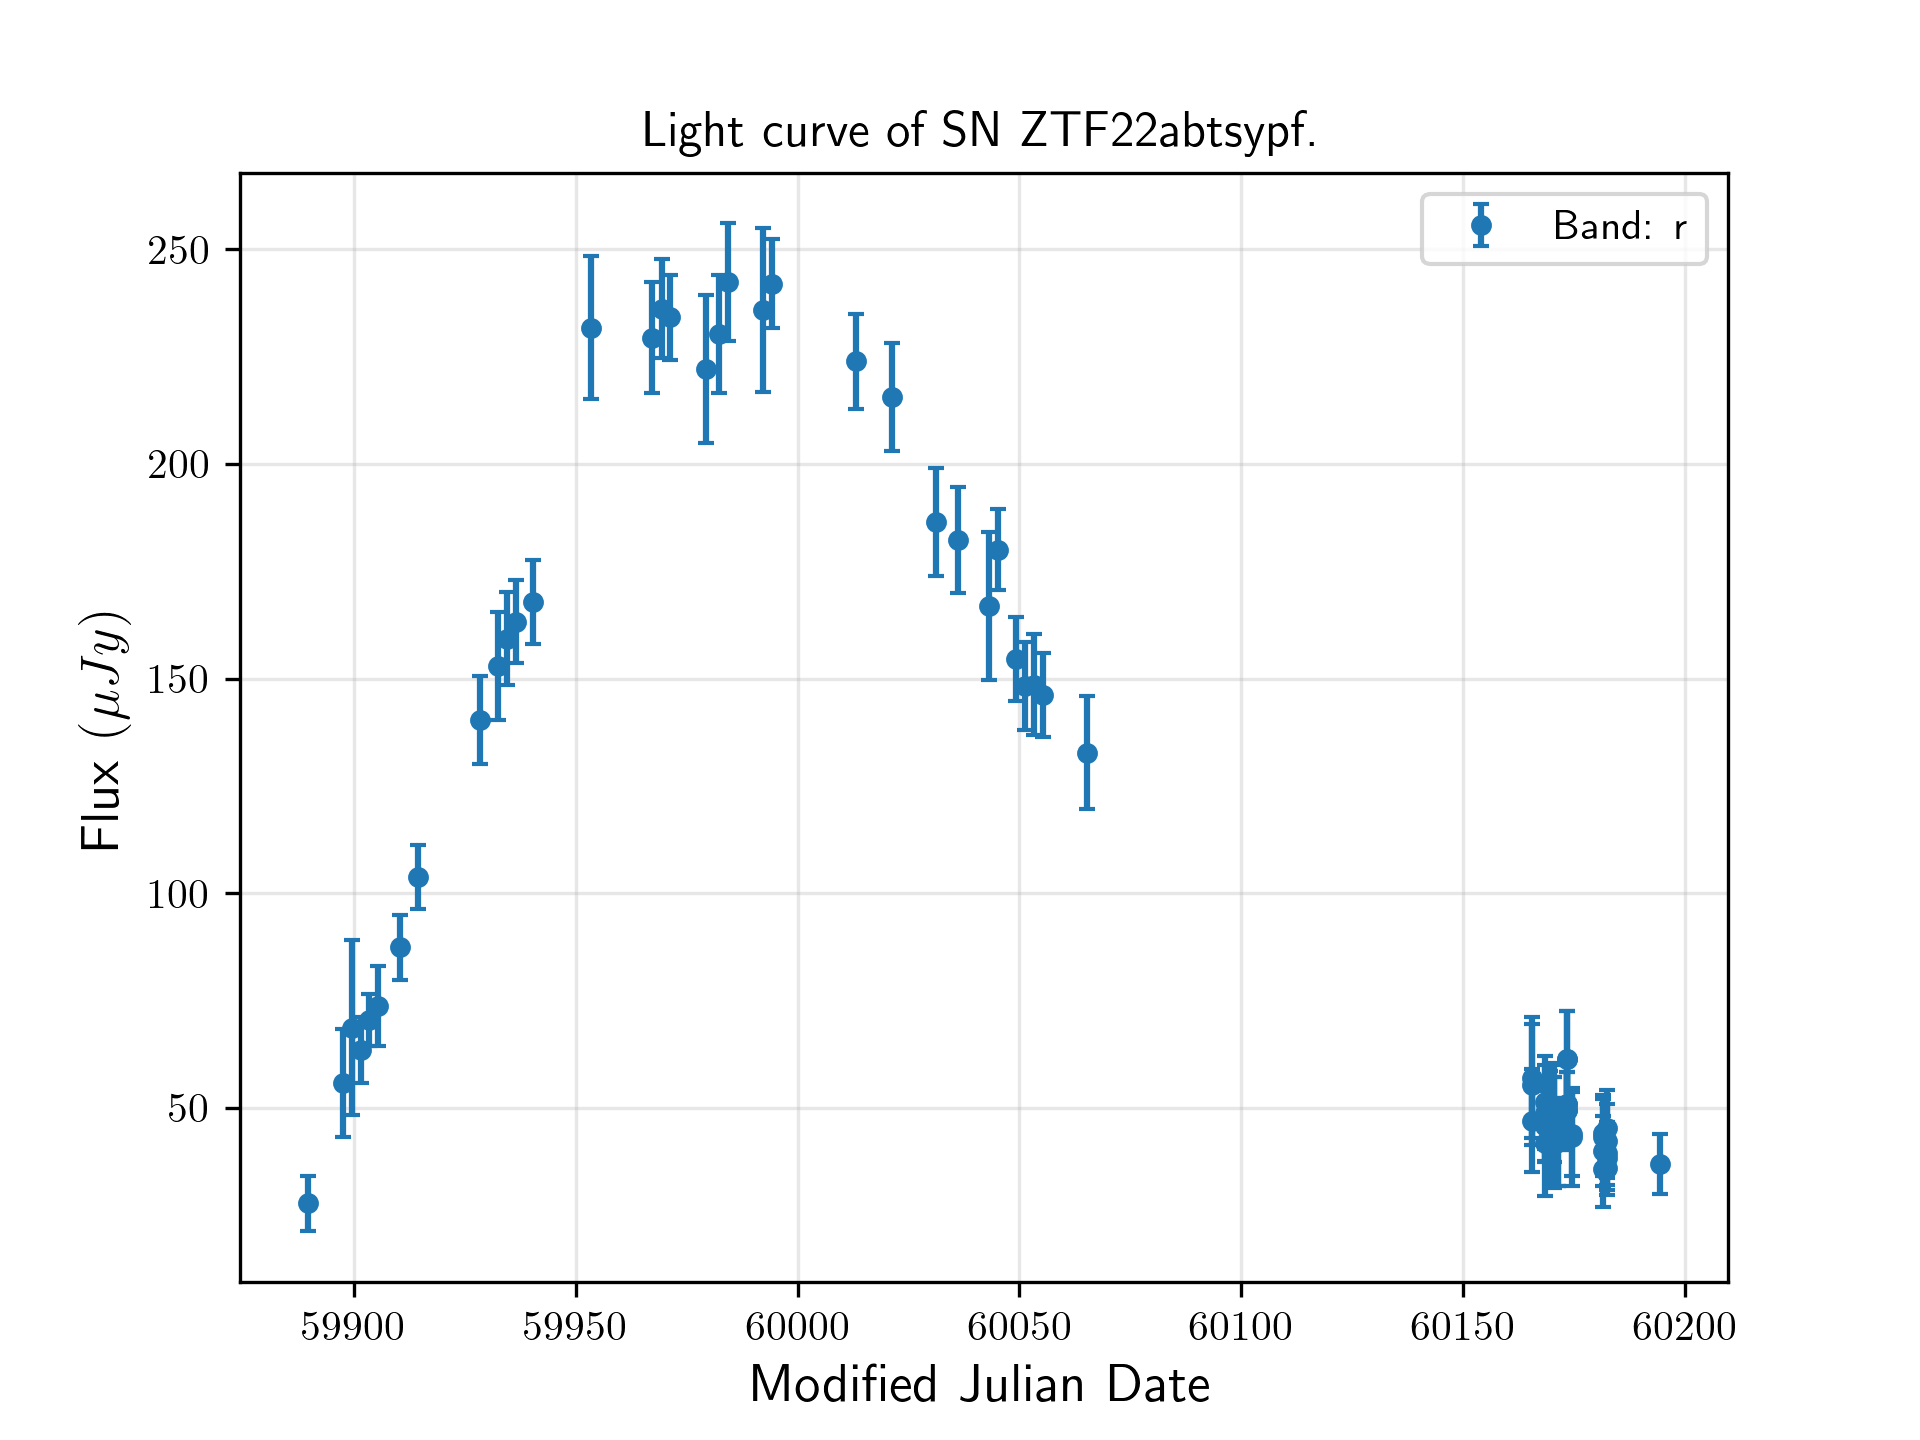 Light curve of SN ZTF22abtsypf.
Band: r
250
200
150
100
50
Flux (μJy)
59900 59950 60000 60050 60100 60150 60200
Modified Julian Date